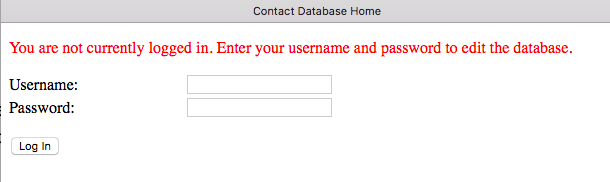 Contact Database Home
You are not currently logged in. Enter your username and password to edit the database.
Username:
Password:
Log In